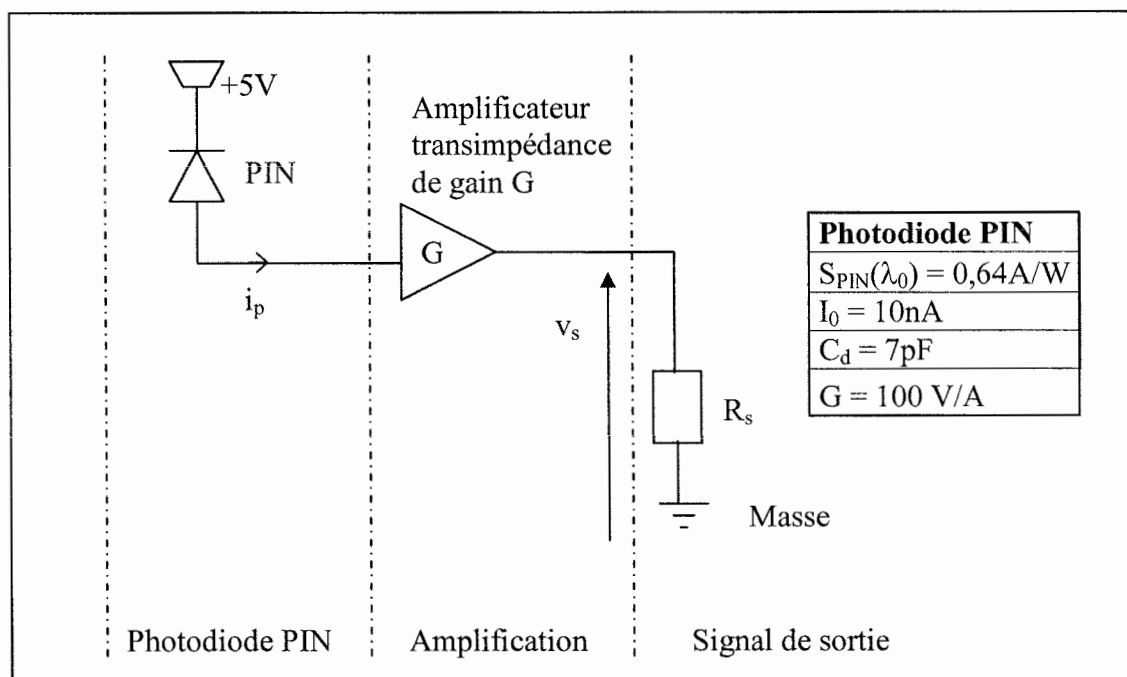 +5V
PIN
i_p
Amplificateur
transimpédance
de gain G
G
v_s
R_s
Masse
Photodiode PIN
S_PIN(λ_0) = 0,64A/W
I_0 = 10nA
C_d = 7pF
G = 100 V/A
Photodiode PIN
Amplification
Signal de sortie